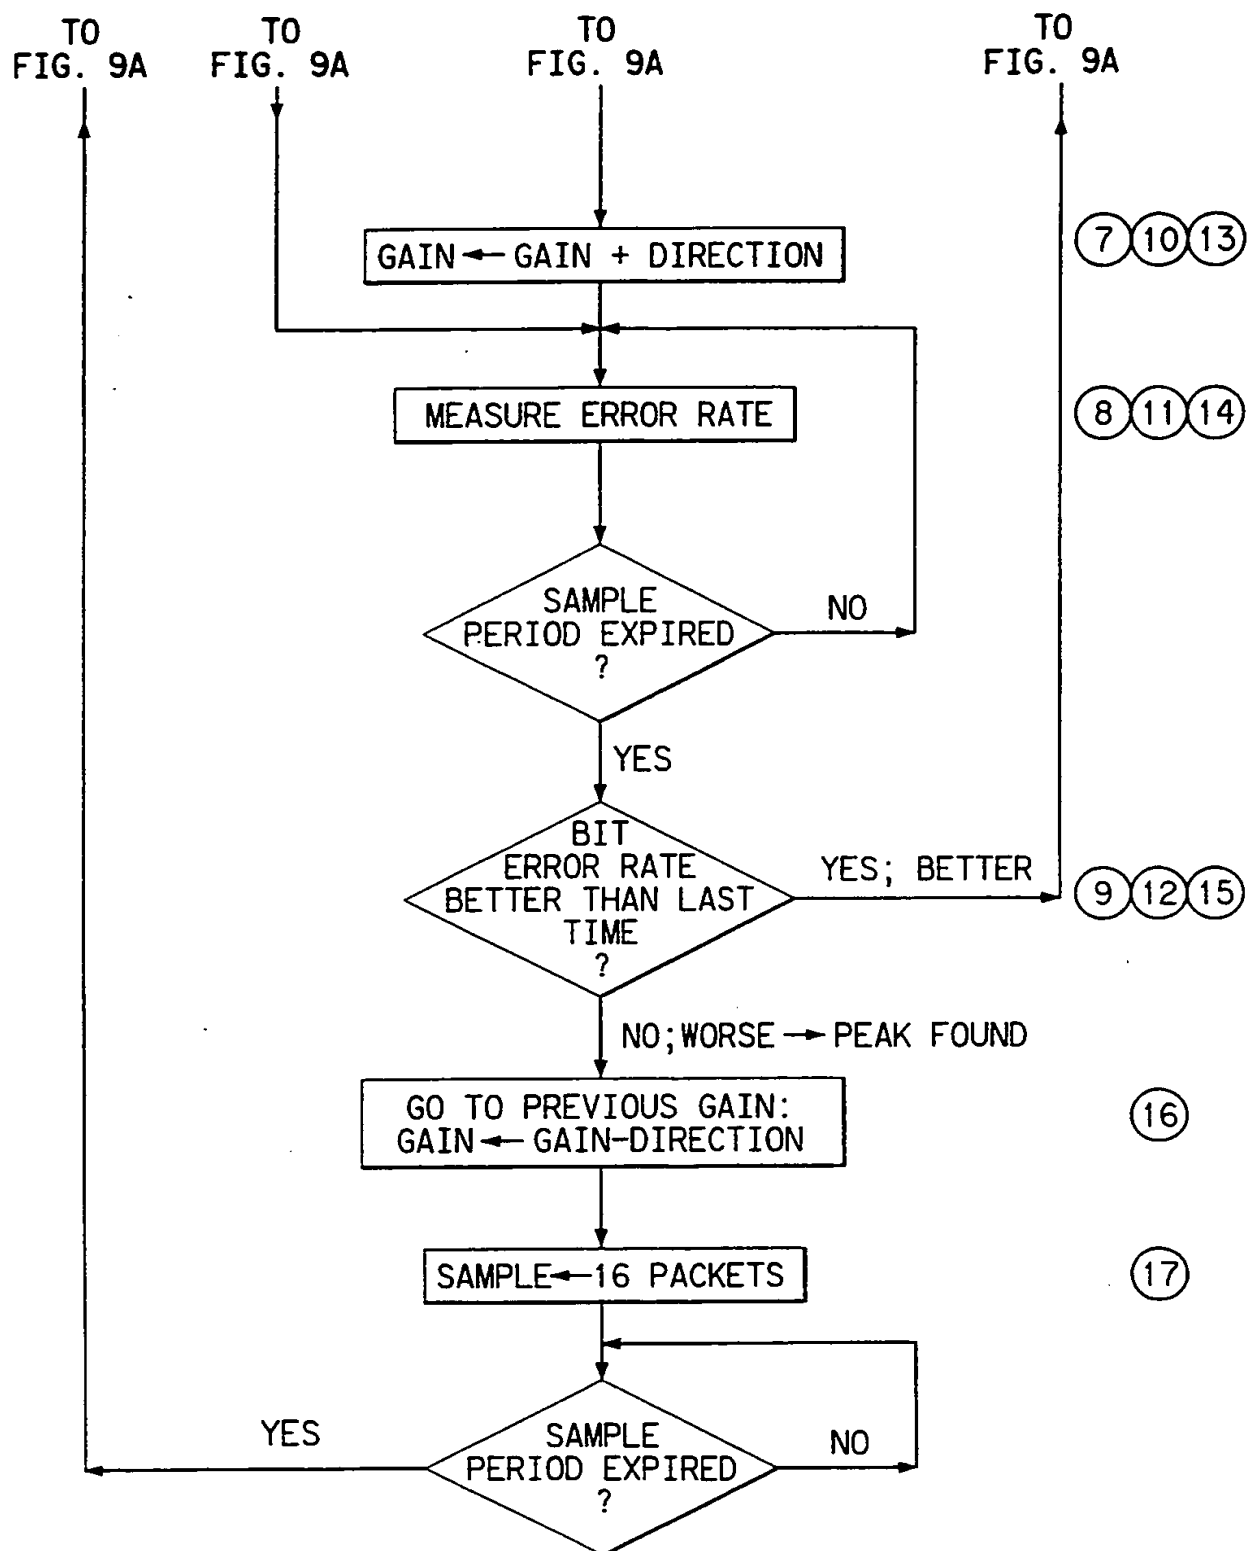 TO
FIG. 9A
TO
FIG. 9A
TO
FIG. 9A
TO
FIG. 9A
GAIN ← GAIN + DIRECTION
7 10 13
MEASURE ERROR RATE
8 11 14
SAMPLE
PERIOD EXPIRED
?
NO
YES
BIT
ERROR RATE
BETTER THAN LAST
TIME
?
YES; BETTER
9 12 15
NO; WORSE → PEAK FOUND
GO TO PREVIOUS GAIN:
GAIN ← GAIN-DIRECTION
16
SAMPLE ← 16 PACKETS
17
SAMPLE
PERIOD EXPIRED
?
YES
NO